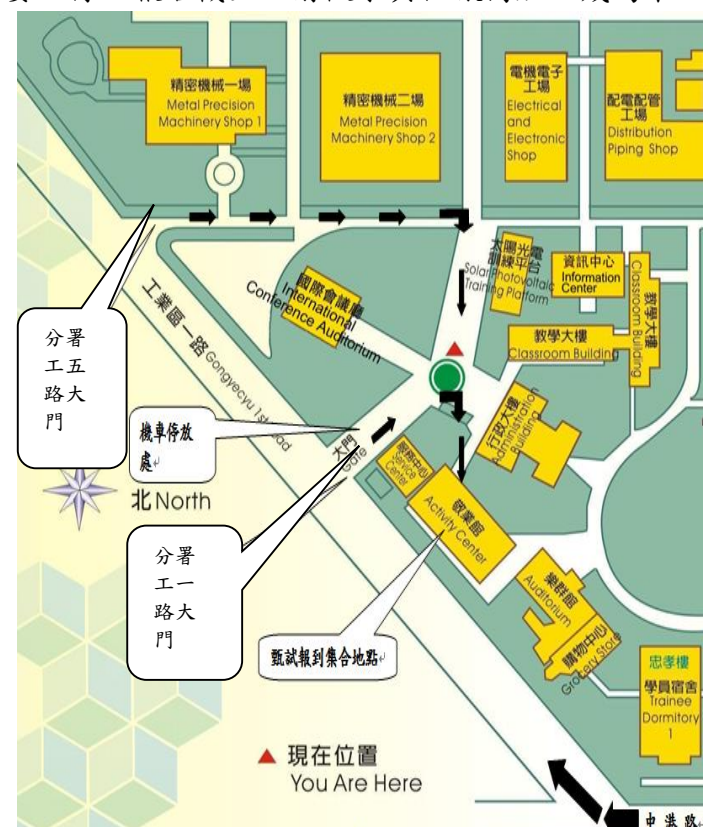 精密機械一場
Metal Precision
Machinery Shop 1
精密機械二場
Metal Precision
Machinery Shop 2
電機電子
工場
Electrical
and
Electronic
Shop
配電配管
工場
Distribution
Piping Shop
太陽光電
訓練平台
Solar Photovoltaic
Training Platform
資訊中心
Information
Center
教學大樓
Classroom Building
國際會議廳
International
Conference Auditorium
教學大樓
Classroom Building
工業區一路 Gongyecyu 1st Road
分署
工五
路大
門
機車停放
處
大門
Gate
服務中心
Service
Center
行政大樓
Administration
Building
敬業館
Activity Center
北 North
分署
工一
路大
門
樂群館
Auditorium
購物中心
Grocery Store
甄試報到集合地點
忠孝樓
學員宿舍
Trainee
Dormitory
1
▲ 現在位置
You Are Here
中港路